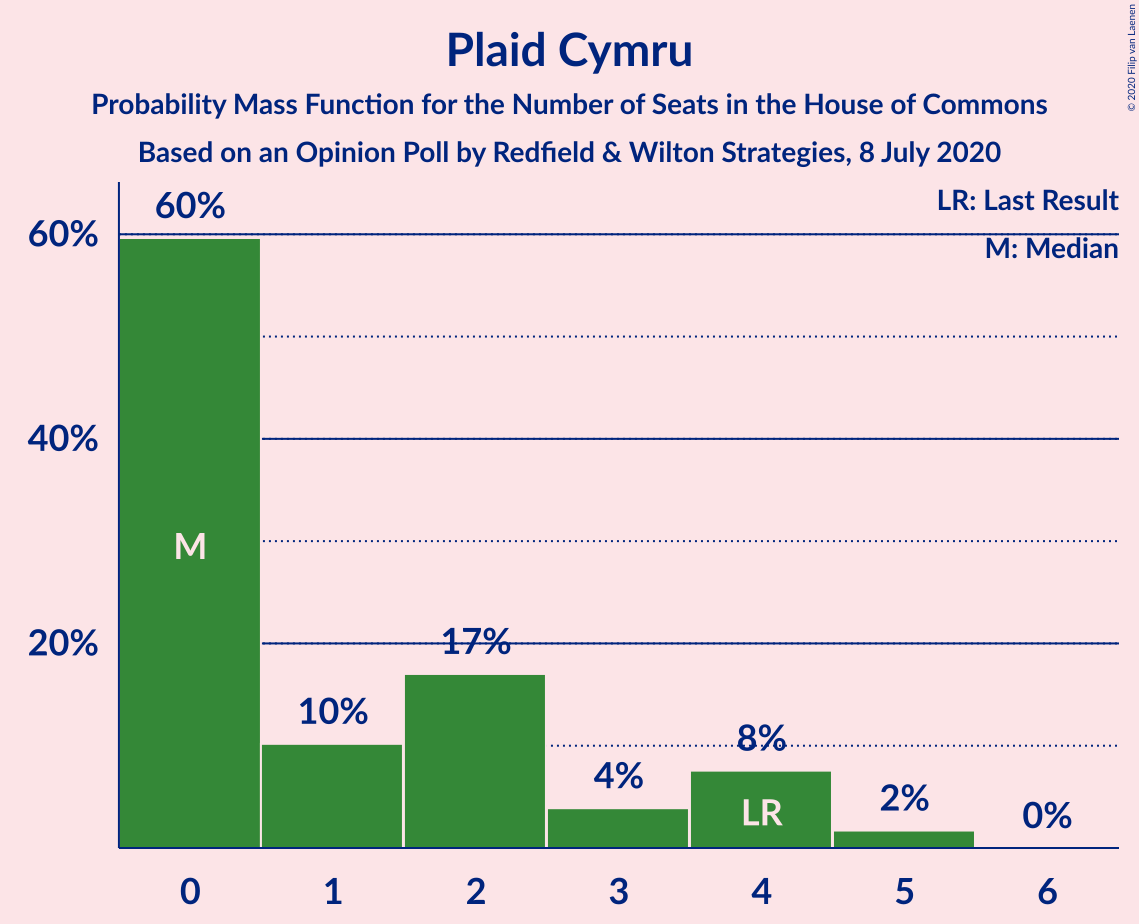 Plaid Cymru
Probability Mass Function for the Number of Seats in the House of Commons
Based on an Opinion Poll by Redfield & Wilton Strategies, 8 July 2020
© 2020 Filip van Laenen
LR: Last Result
M: Median
60%
60%
40%
20%
M
10%
17%
4%
8%
LR
2%
0%
0 1 2 3 4 5 6